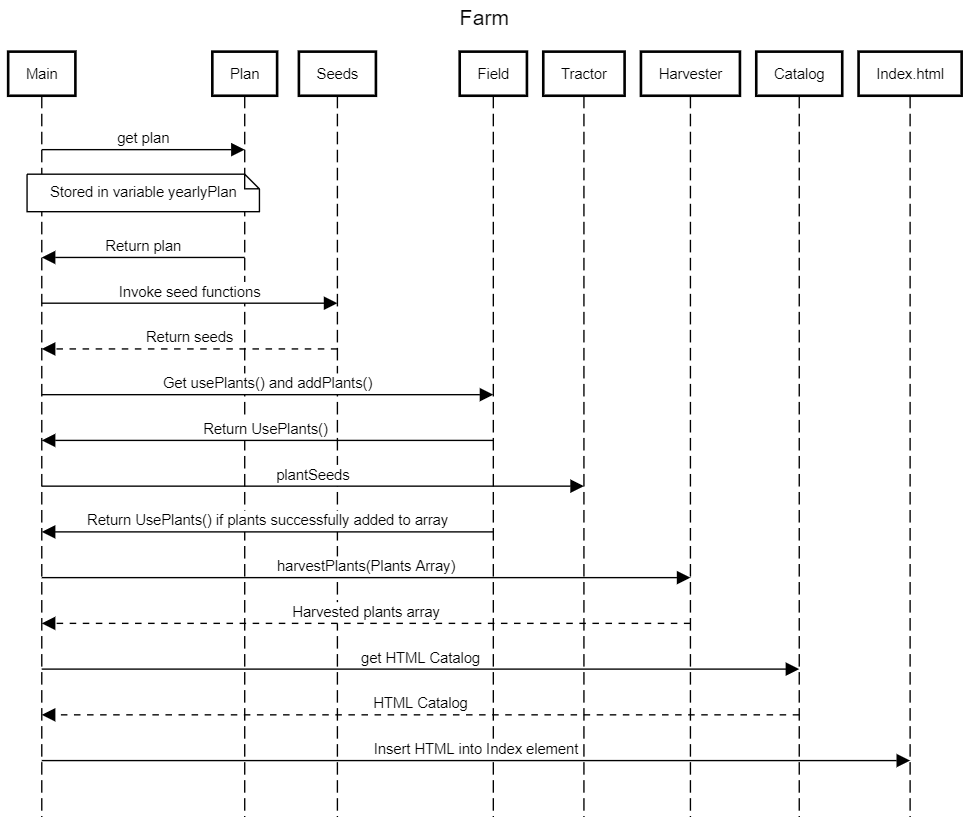 Farm
Main
Plan
Seeds
Field
Tractor
Harvester
Catalog
Index.html
get plan
Stored in variable yearlyPlan
Return plan
Invoke seed functions
Return seeds
Get usePlants() and addPlants()
Return UsePlants()
plantSeeds
Return UsePlants() if plants successfully added to array
harvestPlants(Plants Array)
Harvested plants array
get HTML Catalog
HTML Catalog
Insert HTML into Index element